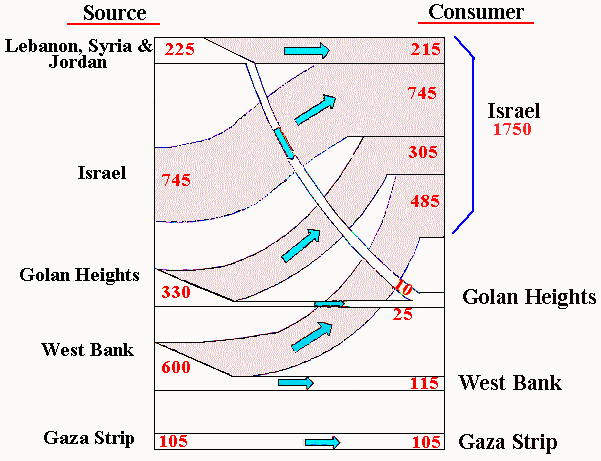 Source
Consumer
Lebanon, Syria &
Jordan
225
215
745
Israel
1750
305
Israel
745
485
Golan Heights
330
10
Golan Heights
25
West Bank
600
115
West Bank
Gaza Strip
105
105
Gaza Strip